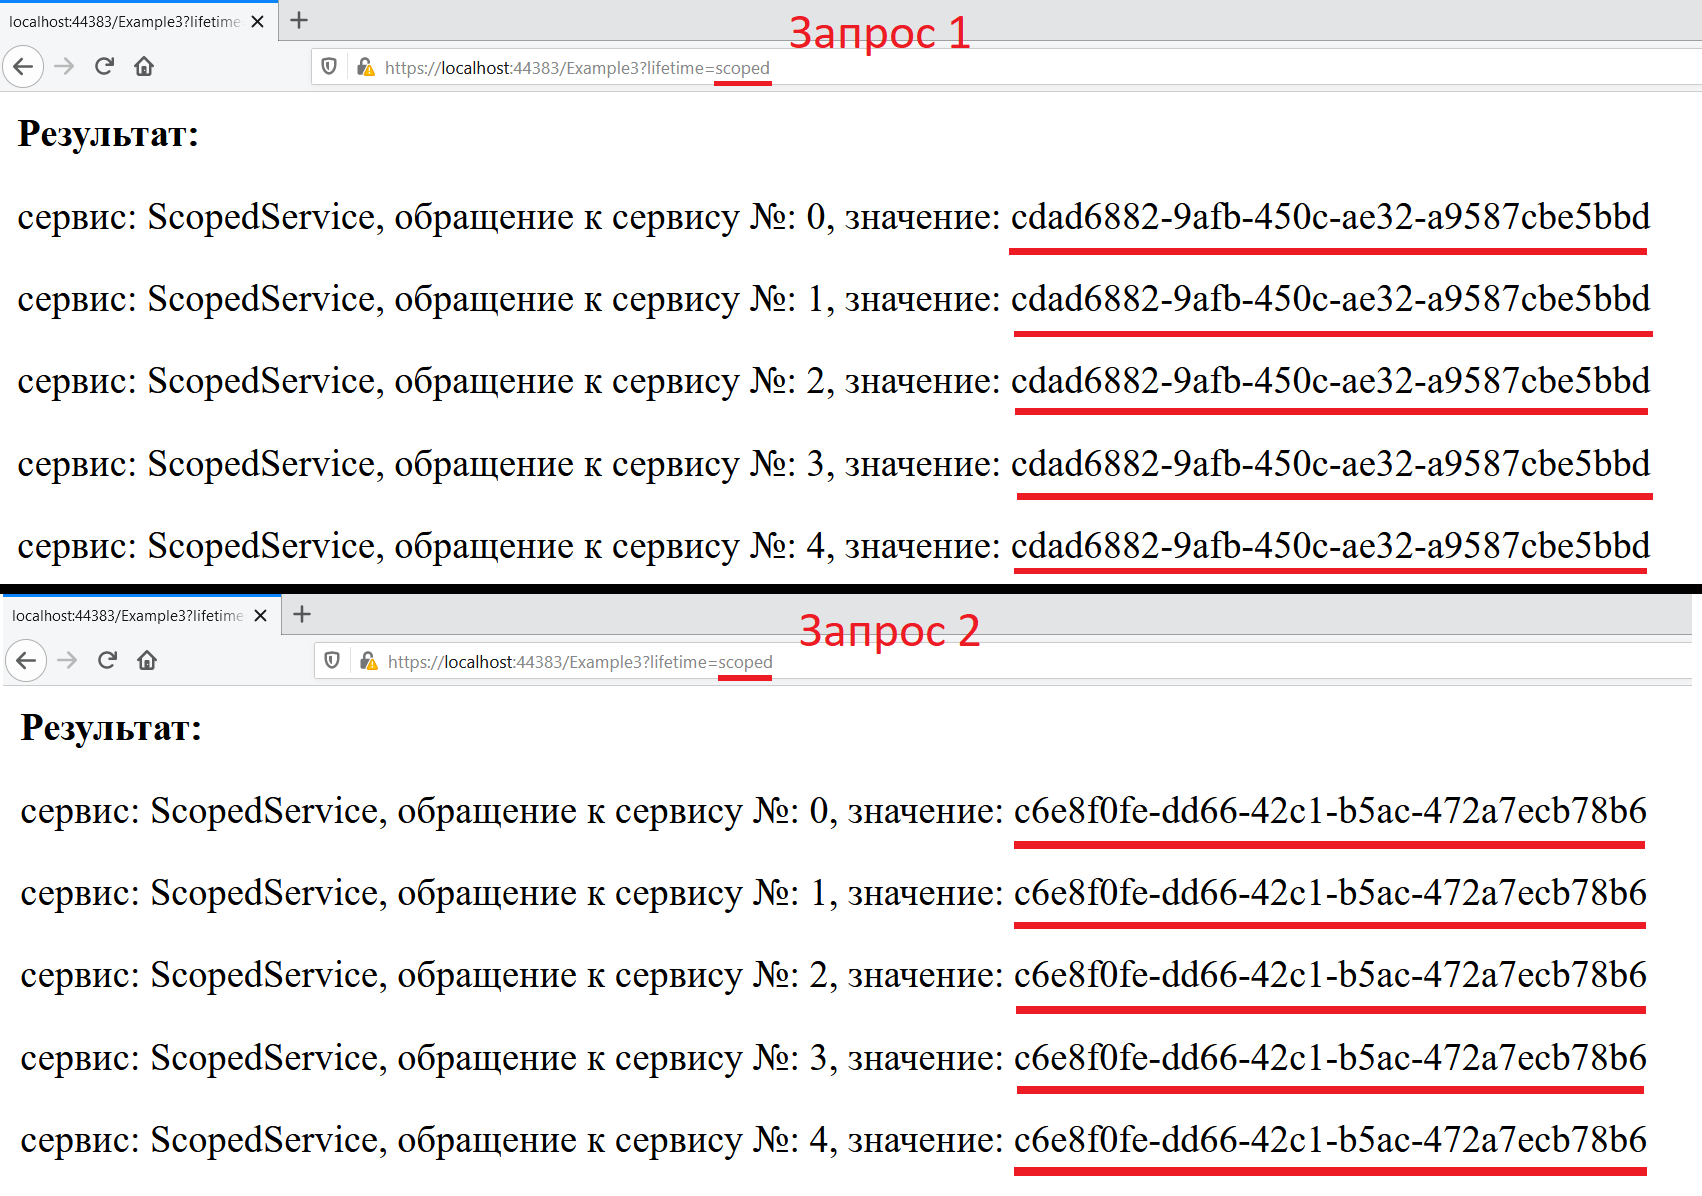 localhost:44383/Example3?lifetime
Запрос 1
https://localhost:44383/Example3?lifetime=scoped
Результат:
сервис: ScopedService, обращение к сервису №: 0, значение: cdad6882-9afb-450c-ae32-a9587cbe5bbd
сервис: ScopedService, обращение к сервису №: 1, значение: cdad6882-9afb-450c-ae32-a9587cbe5bbd
сервис: ScopedService, обращение к сервису №: 2, значение: cdad6882-9afb-450c-ae32-a9587cbe5bbd
сервис: ScopedService, обращение к сервису №: 3, значение: cdad6882-9afb-450c-ae32-a9587cbe5bbd
сервис: ScopedService, обращение к сервису №: 4, значение: cdad6882-9afb-450c-ae32-a9587cbe5bbd
localhost:44383/Example3?lifetime
Запрос 2
https://localhost:44383/Example3?lifetime=scoped
Результат:
сервис: ScopedService, обращение к сервису №: 0, значение: c6e8f0fe-dd66-42c1-b5ac-472a7ecb78b6
сервис: ScopedService, обращение к сервису №: 1, значение: c6e8f0fe-dd66-42c1-b5ac-472a7ecb78b6
сервис: ScopedService, обращение к сервису №: 2, значение: c6e8f0fe-dd66-42c1-b5ac-472a7ecb78b6
сервис: ScopedService, обращение к сервису №: 3, значение: c6e8f0fe-dd66-42c1-b5ac-472a7ecb78b6
сервис: ScopedService, обращение к сервису №: 4, значение: c6e8f0fe-dd66-42c1-b5ac-472a7ecb78b6